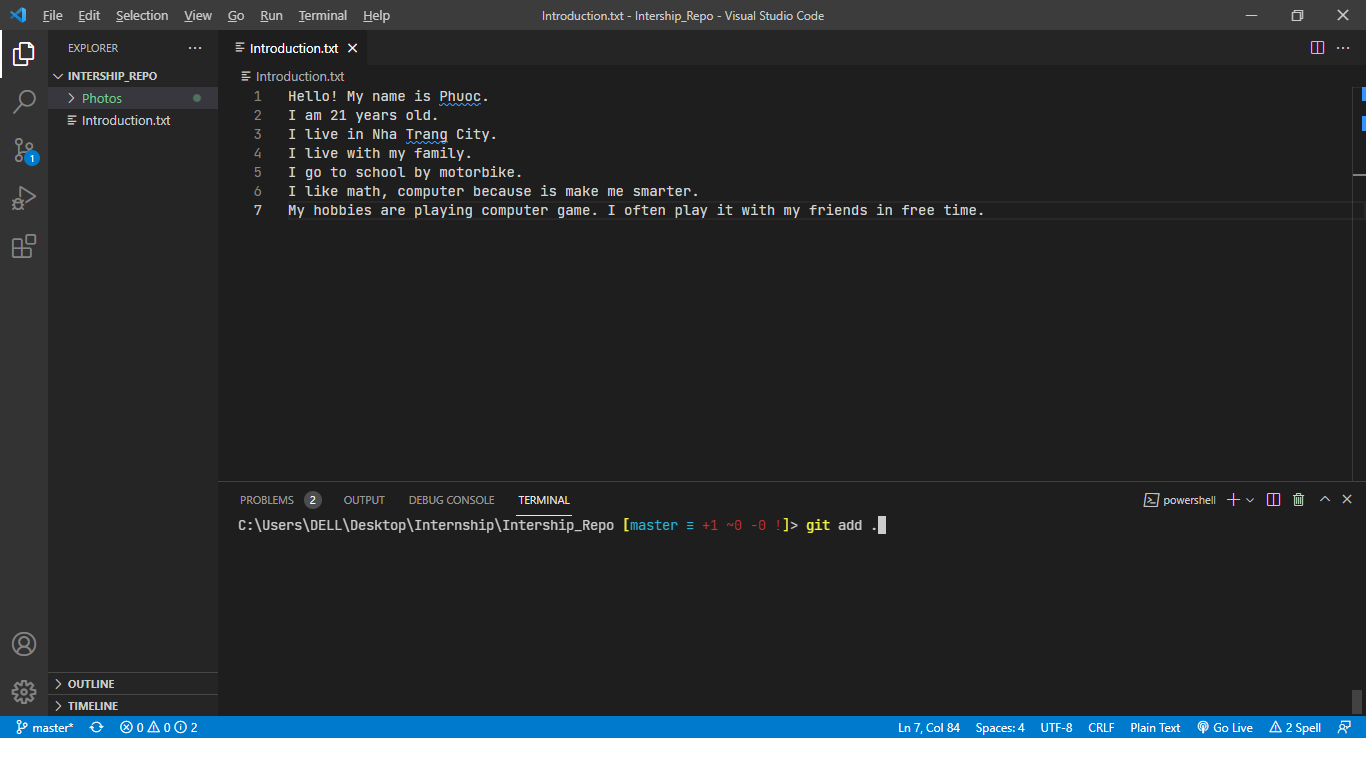 File Edit Selection View Go Run Terminal Help Introduction.txt - Intership_Repo - Visual Studio Code
EXPLORER
INTERSHIP_REPO
Photos
Introduction.txt
Introduction.txt
Introduction.txt
1 Hello! My name is Phuoc.
2 I am 21 years old.
3 I live in Nha Trang City.
4 I live with my family.
5 I go to school by motorbike.
6 I like math, computer because is make me smarter.
7 My hobbies are playing computer game. I often play it with my friends in free time.
1
PROBLEMS 2 OUTPUT DEBUG CONSOLE TERMINAL powershell
C:\Users\DELL\Desktop\Internship\Intership_Repo [master ≡ +1 ~0 -0 !]> git add .
OUTLINE
TIMELINE
master* 0 0 2 Ln 7, Col 84 Spaces: 4 UTF-8 CRLF Plain Text Go Live 2 Spell